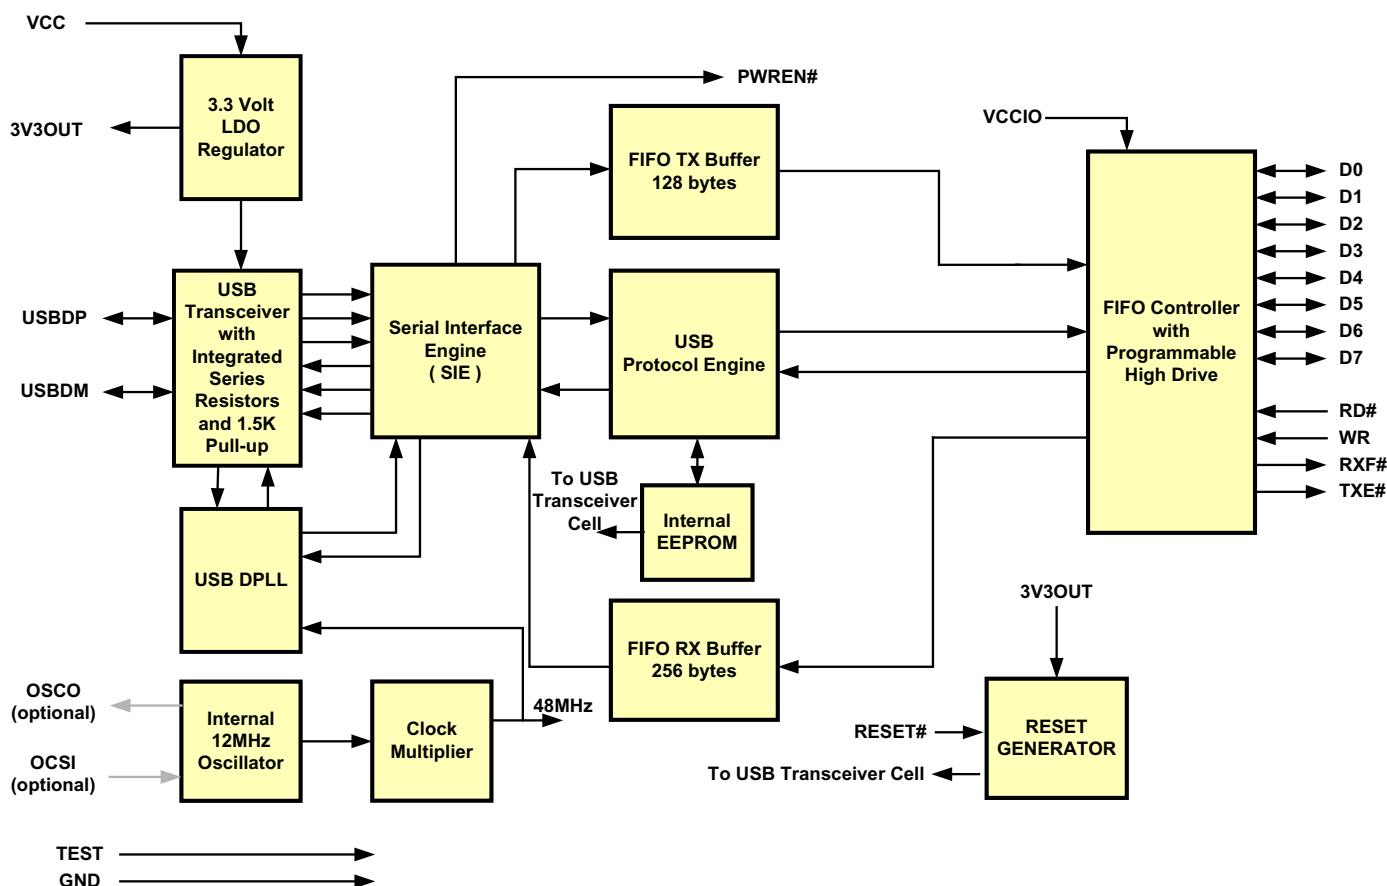 VCC
3.3 Volt
LDO
Regulator
3V3OUT
PWREN#
FIFO TX Buffer
128 bytes
VCCIO
FIFO Controller
with
Programmable
High Drive
D0
D1
D2
D3
D4
D5
D6
D7
RD#
WR
RXF#
TXE#
USBDP
USBDM
USB
Transceiver
with
Integrated
Series
Resistors
and 1.5K
Pull-up
Serial Interface
Engine
( SIE )
USB
Protocol Engine
To USB
Transceiver
Cell
Internal
EEPROM
USB DPLL
FIFO RX Buffer
256 bytes
3V3OUT
OSCO
(optional)
OCSI
(optional)
Internal
12MHz
Oscillator
Clock
Multiplier
48MHz
RESET#
RESET
GENERATOR
To USB Transceiver Cell
TEST
GND